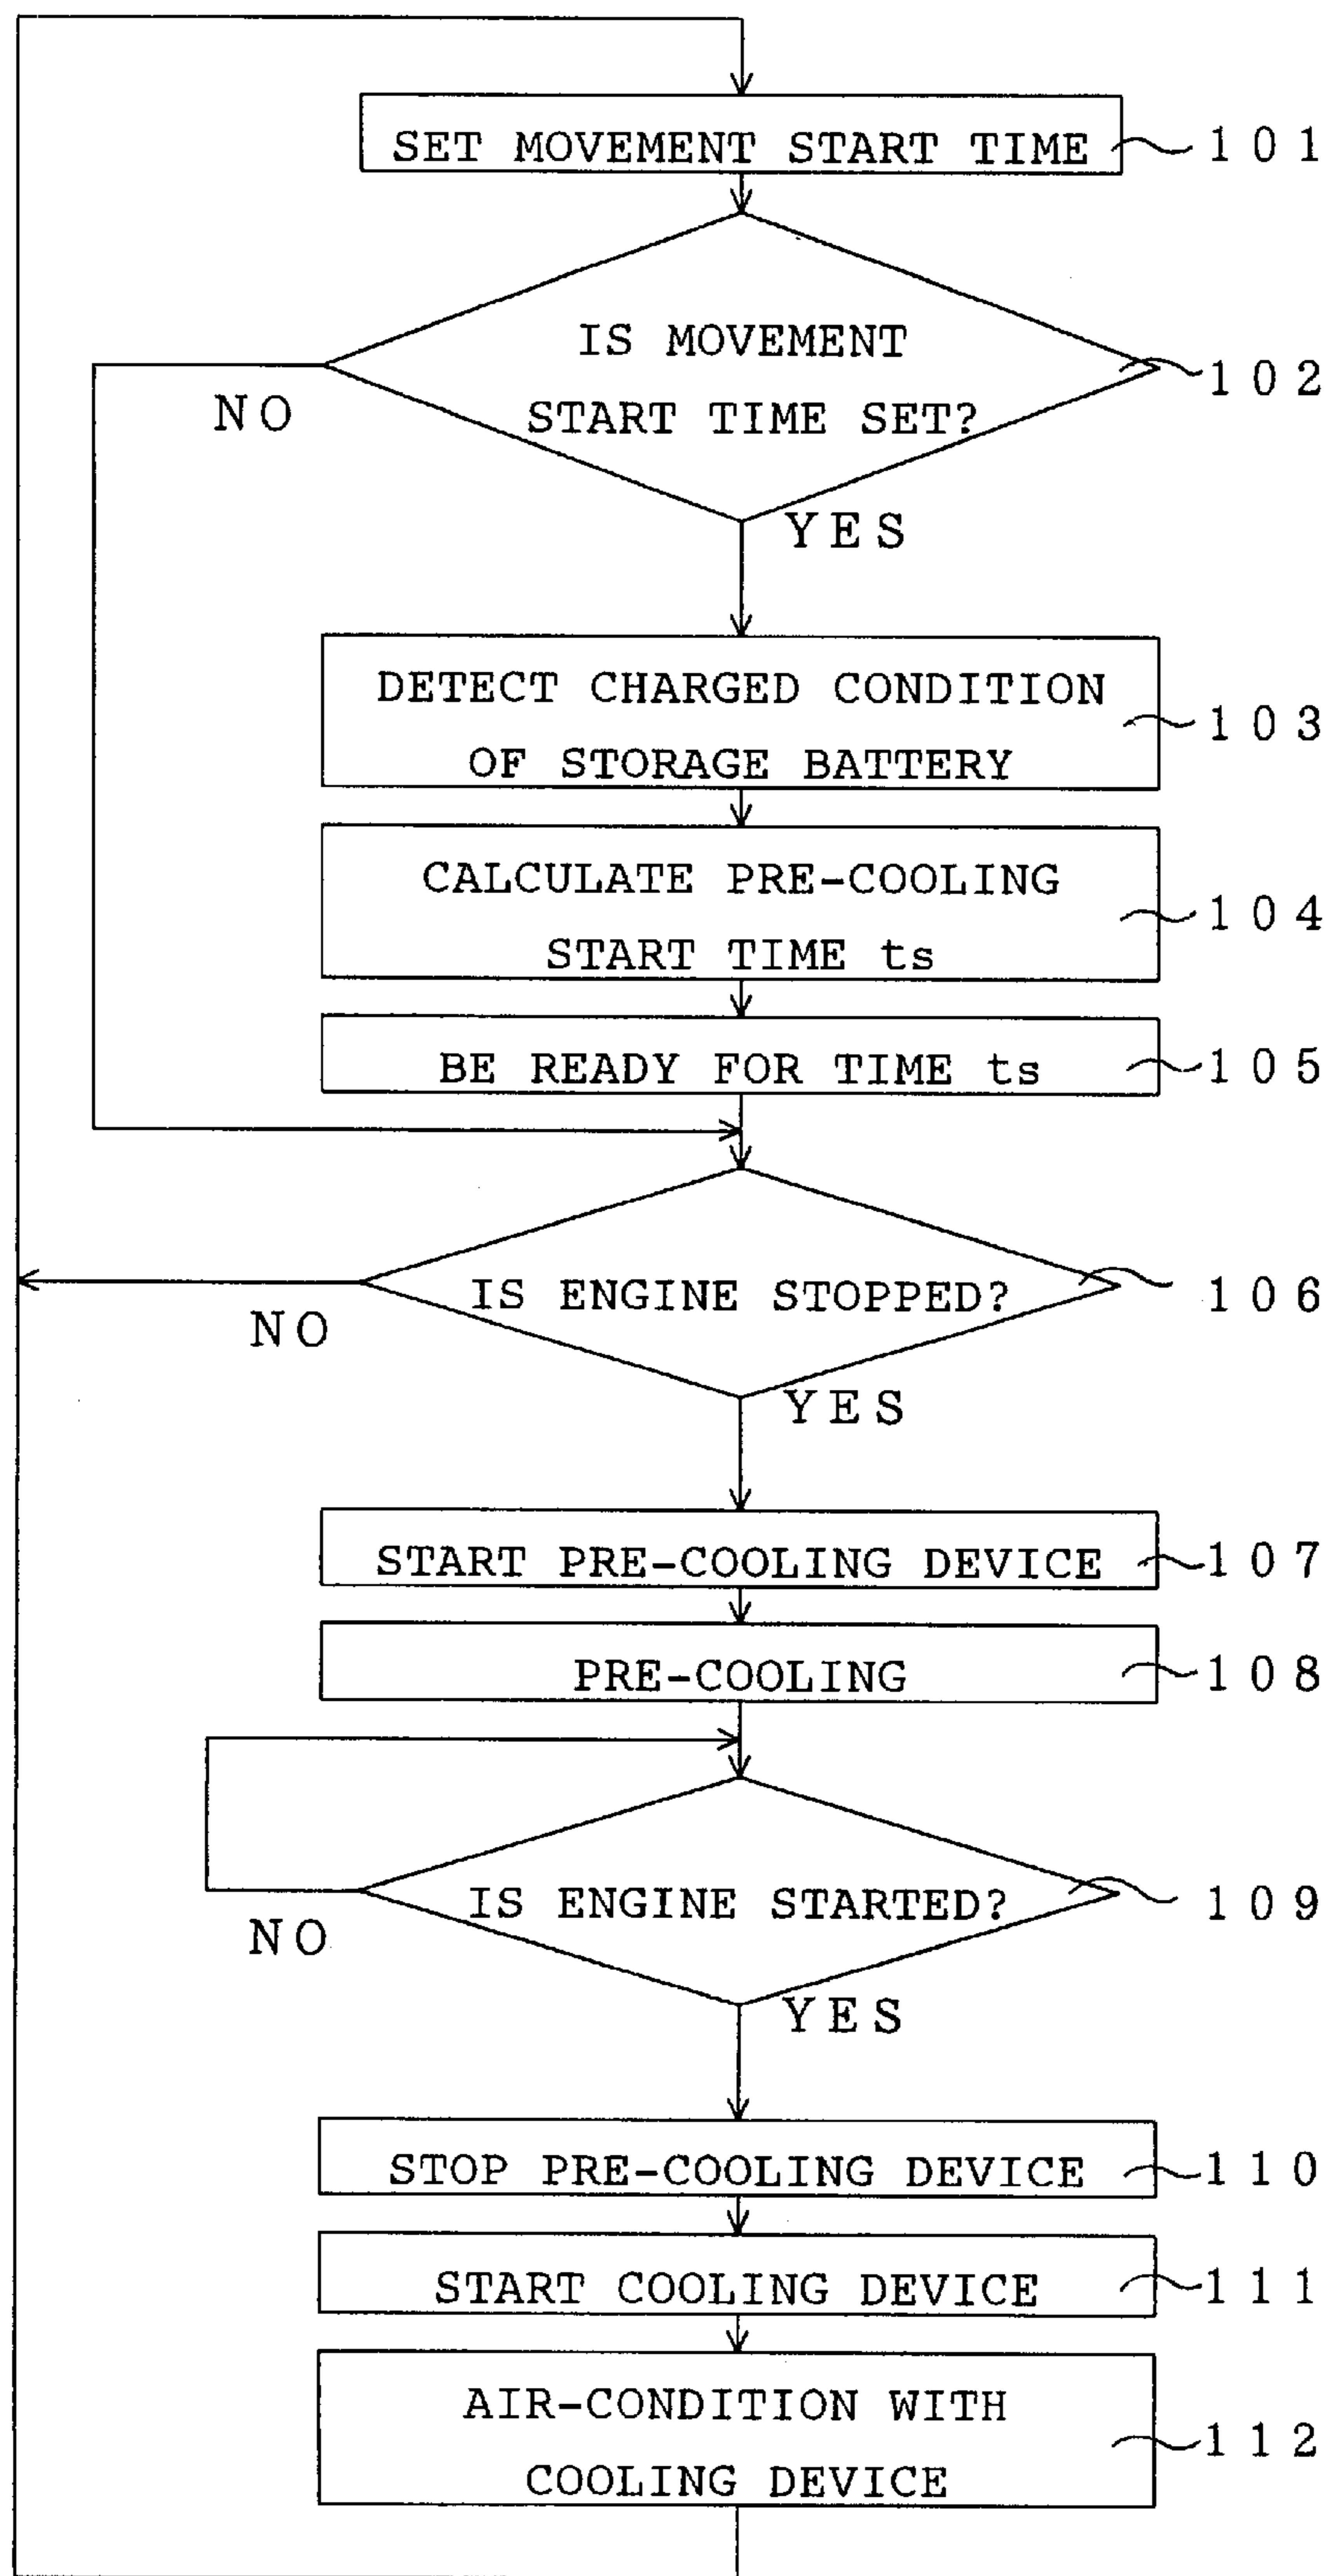 SET MOVEMENT START TIME 101
IS MOVEMENT
START TIME SET?
102
NO
YES
DETECT CHARGED CONDITION
OF STORAGE BATTERY
103
CALCULATE PRE-COOLING
START TIME ts
104
BE READY FOR TIME ts 105
IS ENGINE STOPPED? 106
NO
YES
START PRE-COOLING DEVICE 107
PRE-COOLING 108
IS ENGINE STARTED? 109
NO
YES
STOP PRE-COOLING DEVICE 110
START COOLING DEVICE 111
AIR-CONDITION WITH
COOLING DEVICE
112